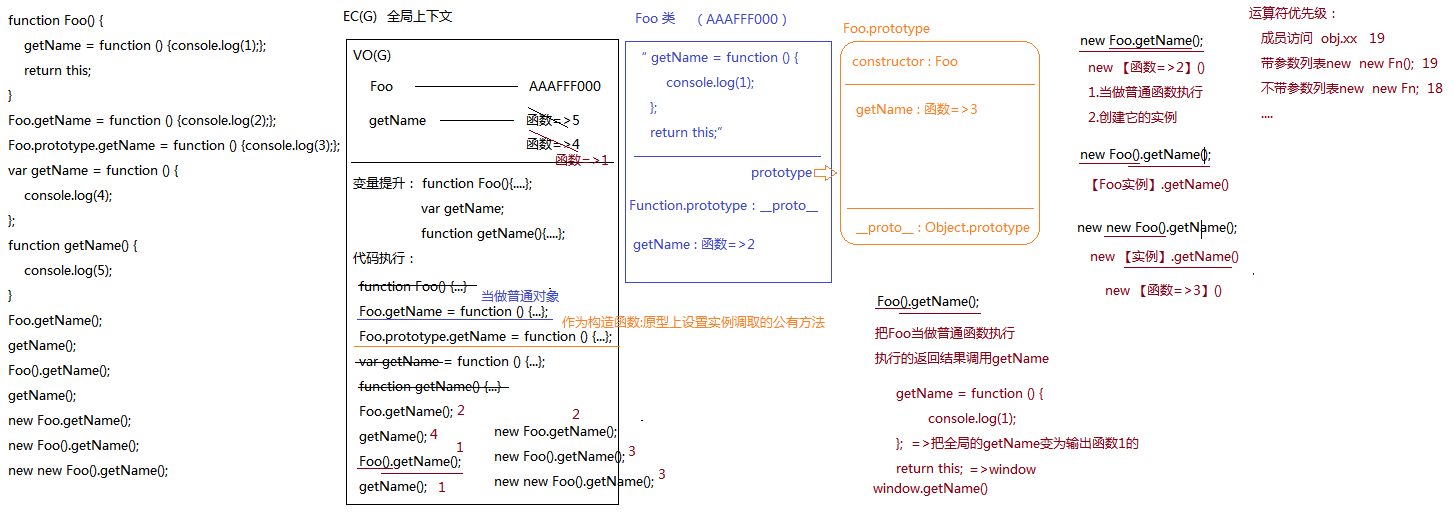 function Foo() {
getName = function () {console.log(1);};
return this;
}
Foo.getName = function () {console.log(2);};
Foo.prototype.getName = function () {console.log(3);};
var getName = function () {
console.log(4);
};
function getName() {
console.log(5);
}
Foo.getName();
getName();
Foo().getName();
getName();
new Foo.getName();
new Foo().getName();
new new Foo().getName();
EC(G) 全局上下文
VO(G)
Foo AAAFFF000
getName 函数=>5
函数=>4
函数=>1
变量提升： function Foo(){....};
var getName;
function getName(){....};
代码执行：
function Foo() {...}
当做普通对象
Foo.getName = function () {...};
作为构造函数:原型上设置实例调取的公有方法
Foo.prototype.getName = function () {...};
var getName = function () {...};
function getName() {...}
Foo.getName(); 2
getName(); 4
1
Foo().getName();
getName(); 1
2
new Foo.getName();
new Foo().getName(); 3
new new Foo().getName(); 3
Foo 类 （AAAFFF000）
“ getName = function () {
console.log(1);
};
return this;“
prototype
Function.prototype : __proto__
getName : 函数=>2
Foo.prototype
constructor : Foo
getName : 函数=>3
__proto__ : Object.prototype
Foo().getName();
把Foo当做普通函数执行
执行的返回结果调用getName
getName = function () {
console.log(1);
}; =>把全局的getName变为输出函数1的
return this; =>window
window.getName()
new Foo.getName();
new 【函数=>2】()
1.当做普通函数执行
2.创建它的实例
new Foo().getName();
【Foo实例】.getName()
new new Foo().getName();
new 【实例】.getName()
new 【函数=>3】()
运算符优先级：
成员访问 obj.xx 19
带参数列表new new Fn(); 19
不带参数列表new new Fn; 18
....